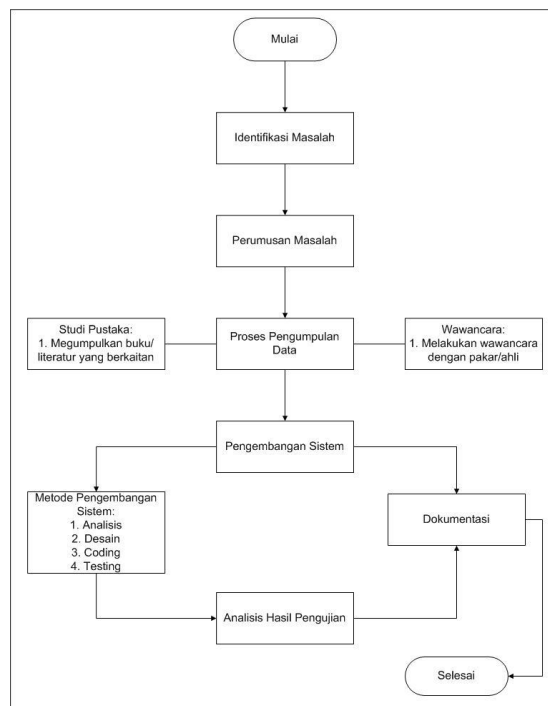 Mulai
Identifikasi Masalah
Perumusan Masalah
Studi Pustaka:
1. Megumpulkan buku/
literatur yang berkaitan
Proses Pengumpulan
Data
Wawancara:
1. Melakukan wawancara
dengan pakar/ahli
Pengembangan Sistem
Metode Pengembangan
Sistem:
1. Analisis
2. Desain
3. Coding
4. Testing
Dokumentasi
Analisis Hasil Pengujian
Selesai